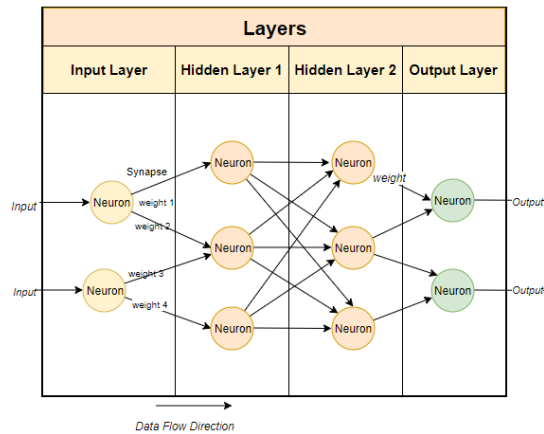 Layers
Input Layer
Hidden Layer 1
Hidden Layer 2
Output Layer
Neuron
Neuron
Synapse
weight
Input
Neuron
weight 1
Neuron
Output
weight 2
Neuron
Neuron
weight 3
Input
Neuron
Neuron
Output
weight 4
Neuron
Neuron
Data Flow Direction